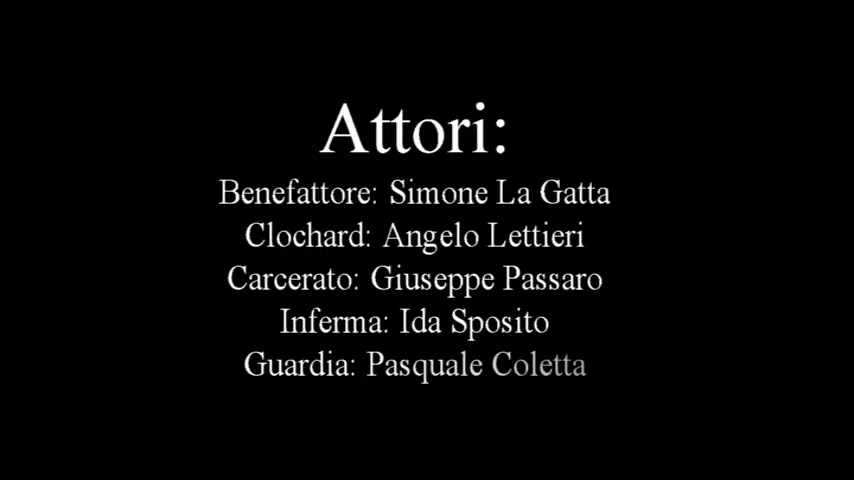 Attori:
Benefattore: Simone La Gatta
Clochard: Angelo Lettieri
Carcerato: Giuseppe Passaro
Inferma: Ida Sposito
Guardia: Pasquale Coletta